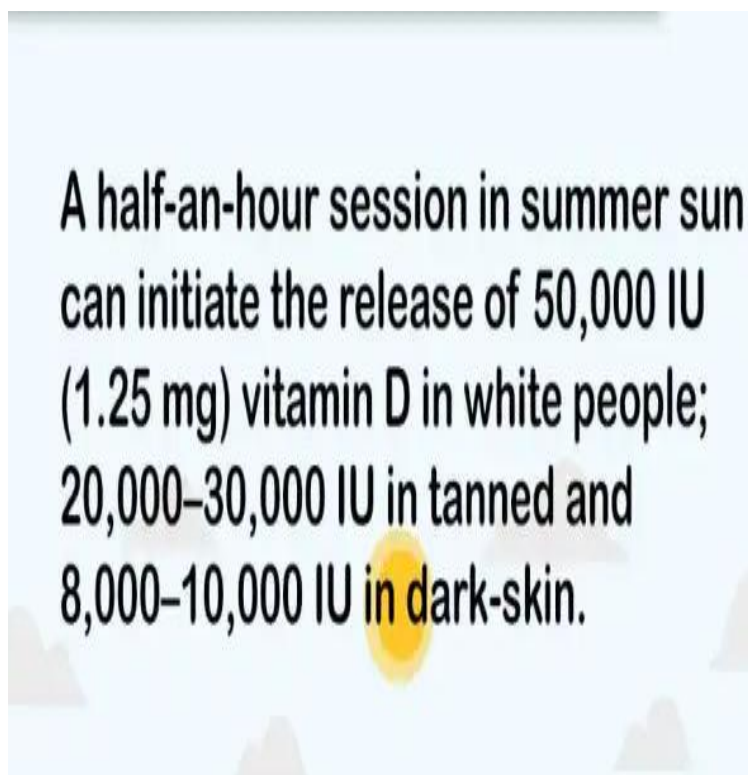 A half-an-hour session in summer sun
can initiate the release of 50,000 IU
(1.25 mg) vitamin D in white people;
20,000–30,000 IU in tanned and
8,000–10,000 IU in dark-skin.